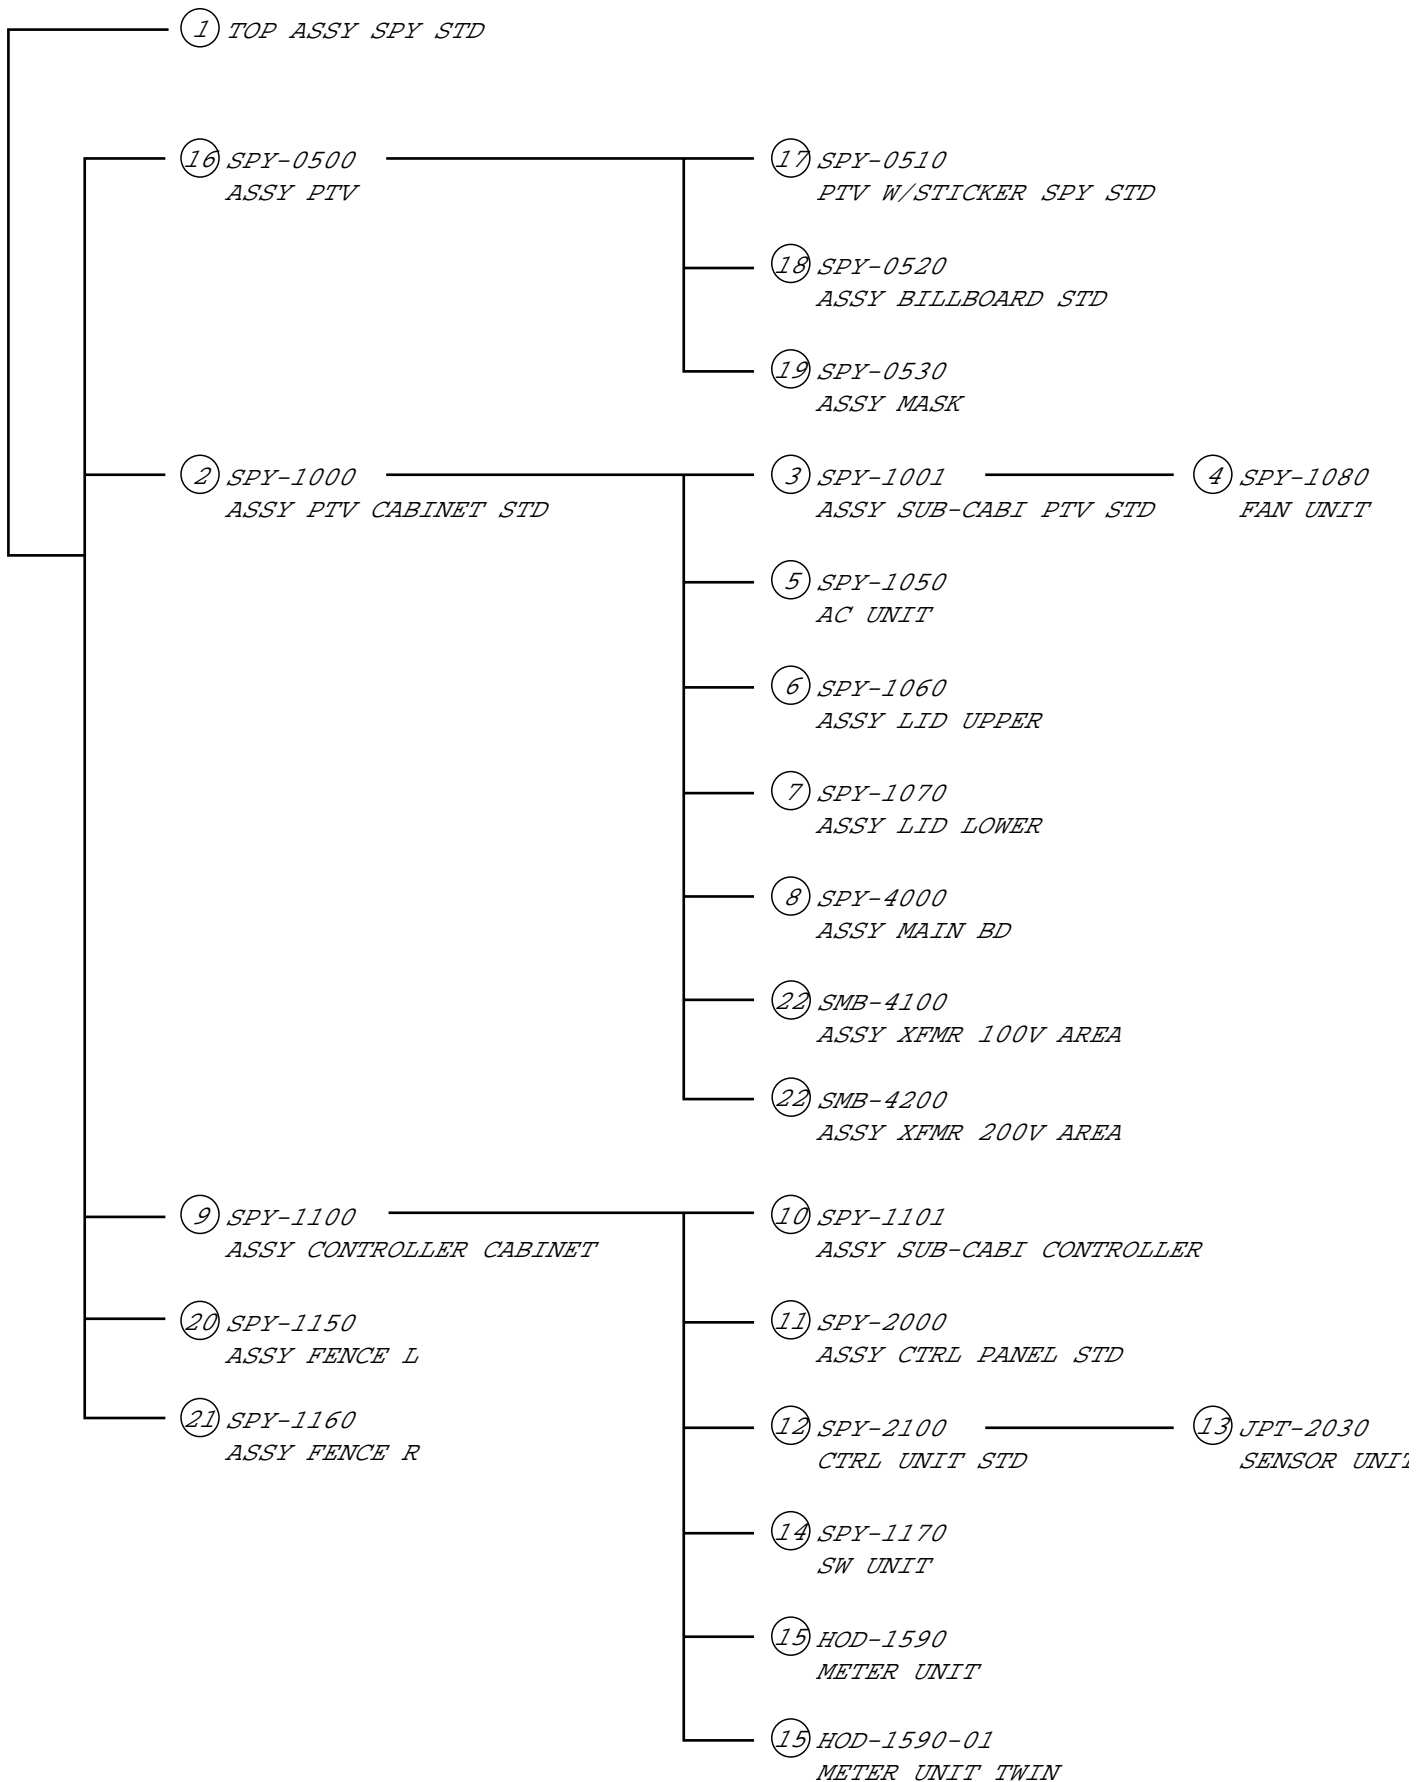 1 TOP ASSY SPY STD
16 SPY-0500
ASSY PTV
17 SPY-0510
PTV W/STICKER SPY STD
18 SPY-0520
ASSY BILLBOARD STD
19 SPY-0530
ASSY MASK
2 SPY-1000
ASSY PTV CABINET STD
3 SPY-1001
ASSY SUB-CABI PTV STD
4 SPY-1080
FAN UNIT
5 SPY-1050
AC UNIT
6 SPY-1060
ASSY LID UPPER
7 SPY-1070
ASSY LID LOWER
8 SPY-4000
ASSY MAIN BD
22 SMB-4100
ASSY XFMR 100V AREA
22 SMB-4200
ASSY XFMR 200V AREA
9 SPY-1100
ASSY CONTROLLER CABINET
10 SPY-1101
ASSY SUB-CABI CONTROLLER
20 SPY-1150
ASSY FENCE L
11 SPY-2000
ASSY CTRL PANEL STD
21 SPY-1160
ASSY FENCE R
12 SPY-2100
CTRL UNIT STD
13 JPT-2030
SENSOR UNIT
14 SPY-1170
SW UNIT
15 HOD-1590
METER UNIT
15 HOD-1590-01
METER UNIT TWIN